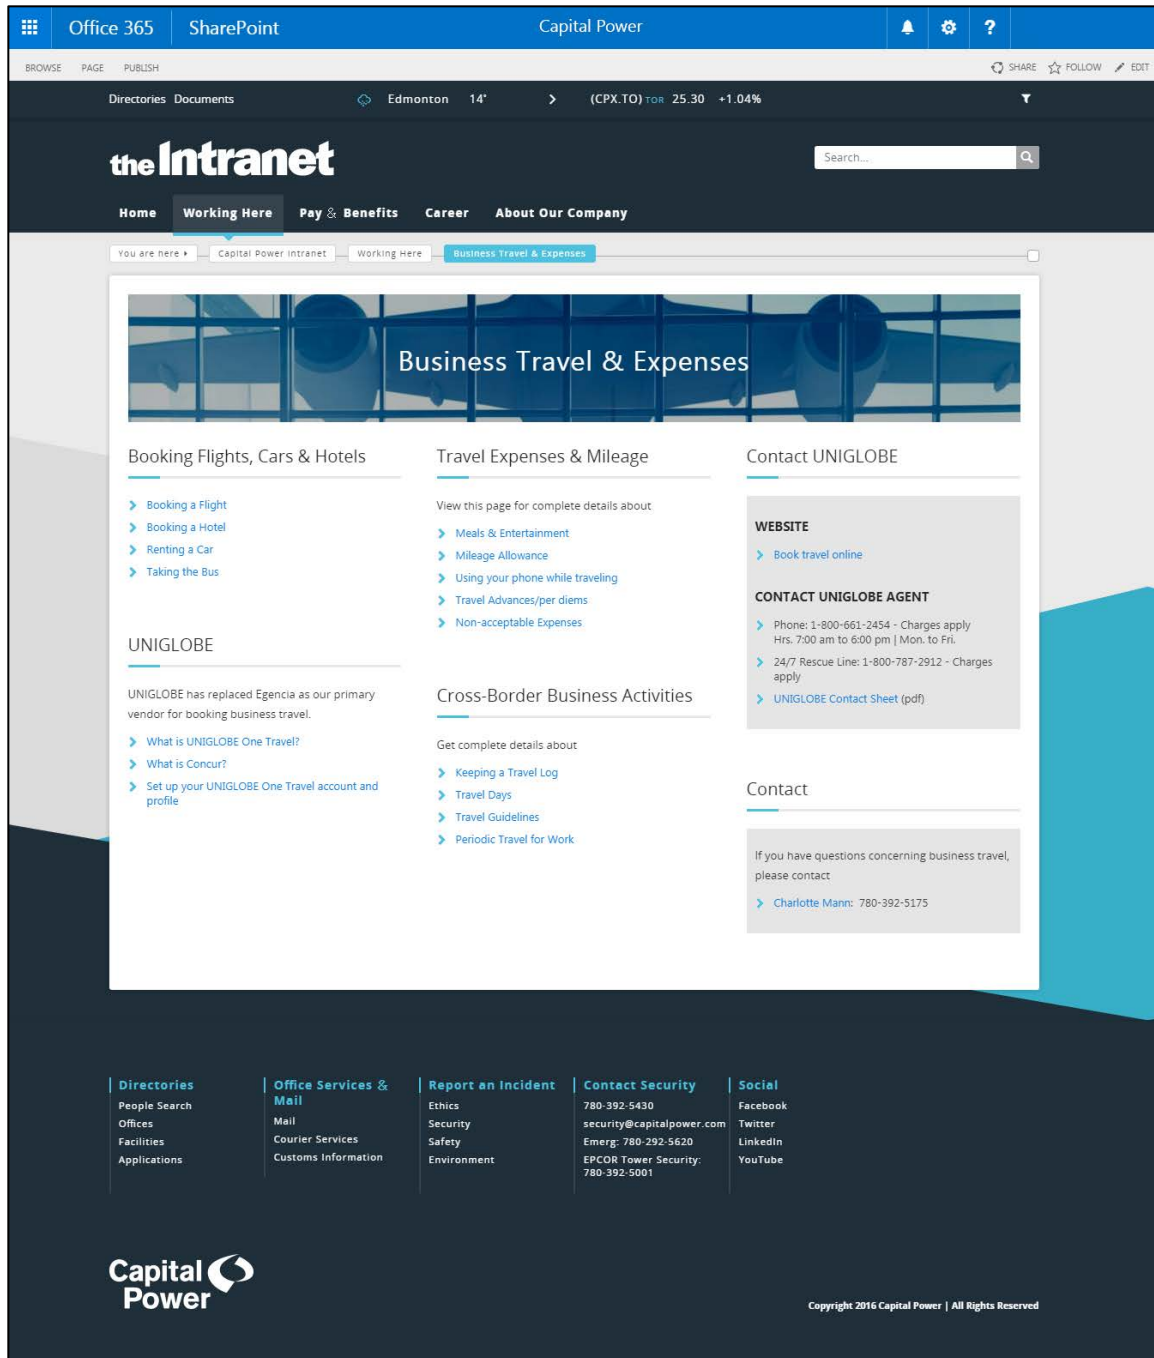 Office 365 SharePoint Capital Power ?
BROWSE PAGE PUBLISH SHARE FOLLOW EDIT
Directories Documents Edmonton 14° (CPX.TO) TOR 25.30 +1.04%
the Intranet
Search...
Home Working Here Pay & Benefits Career About Our Company
You are here Capital Power Intranet Working Here Business Travel & Expenses
Business Travel & Expenses
Booking Flights, Cars & Hotels
Booking a Flight
Booking a Hotel
Renting a Car
Taking the Bus
UNIGLOBE
UNIGLOBE has replaced Egencia as our primary
vendor for booking business travel.
What is UNIGLOBE One Travel?
What is Concur?
Set up your UNIGLOBE One Travel account and
profile
Travel Expenses & Mileage
View this page for complete details about
Meals & Entertainment
Mileage Allowance
Using your phone while traveling
Travel Advances/per diems
Non-acceptable Expenses
Cross-Border Business Activities
Get complete details about
Keeping a Travel Log
Travel Days
Travel Guidelines
Periodic Travel for Work
Contact UNIGLOBE
WEBSITE
Book travel online
CONTACT UNIGLOBE AGENT
Phone: 1-800-661-2454 - Charges apply
Hrs. 7:00 am to 6:00 pm | Mon. to Fri.
24/7 Rescue Line: 1-800-787-2912 - Charges
apply
UNIGLOBE Contact Sheet (pdf)
Contact
If you have questions concerning business travel,
please contact
Charlotte Mann: 780-392-5175
Directories
People Search
Offices
Facilities
Applications
Office Services &
Mail
Mail
Courier Services
Customs Information
Report an Incident
Ethics
Security
Safety
Environment
Contact Security
780-392-5430
security@capitalpower.com
Emerg: 780-292-5620
EPCOR Tower Security:
780-392-5001
Social
Facebook
Twitter
LinkedIn
YouTube
Capital
Power
Copyright 2016 Capital Power | All Rights Reserved